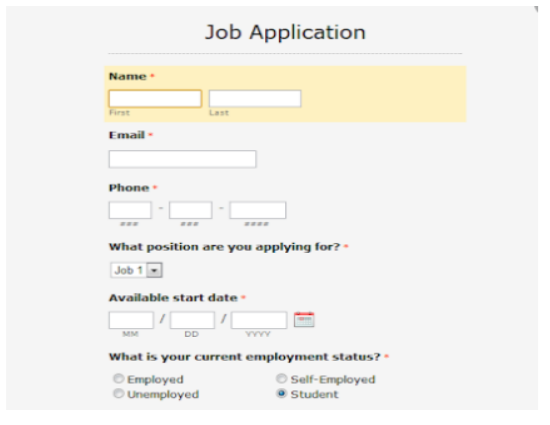 Job Application
Name *
First Last
Email *
Phone *
- -
### ### ####
What position are you applying for? *
Job 1
Available start date *
/ /
MM DD YYYY
What is your current employment status? *
Employed Self-Employed
Unemployed Student